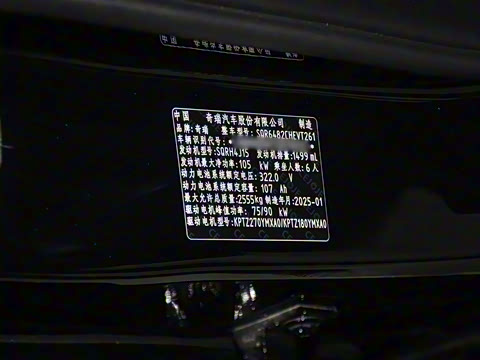 中国 奇瑞汽车股份有限公司 制造
品牌:奇瑞 整车型号:SQR6482CHEVT261
车辆识别代号:*
发动机型号:SQRH4J15 发动机排量:1499 mL
发动机最大净功率:105 kW 乘坐人数:6人
动力电池系统额定电压:322.0 V
动力电池系统额定容量:107 Ah
最大允许总质量:2555kg 制造年月:2025-01
驱动电机峰值功率:75/90 kW
驱动电机型号:KPTZ270YMXA0/KPTZ180YMXA0